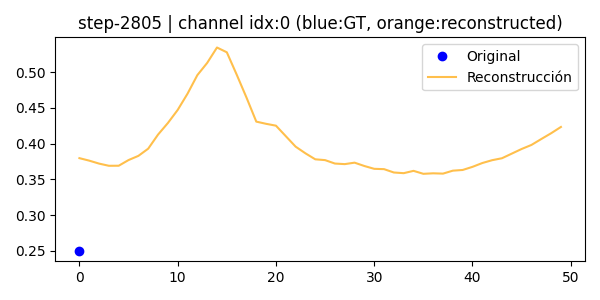 step-2805 | channel idx:0 (blue:GT, orange:reconstructed)
Original
Reconstrucción
0.50
0.45
0.40
0.35
0.30
0.25
0 10 20 30 40 50